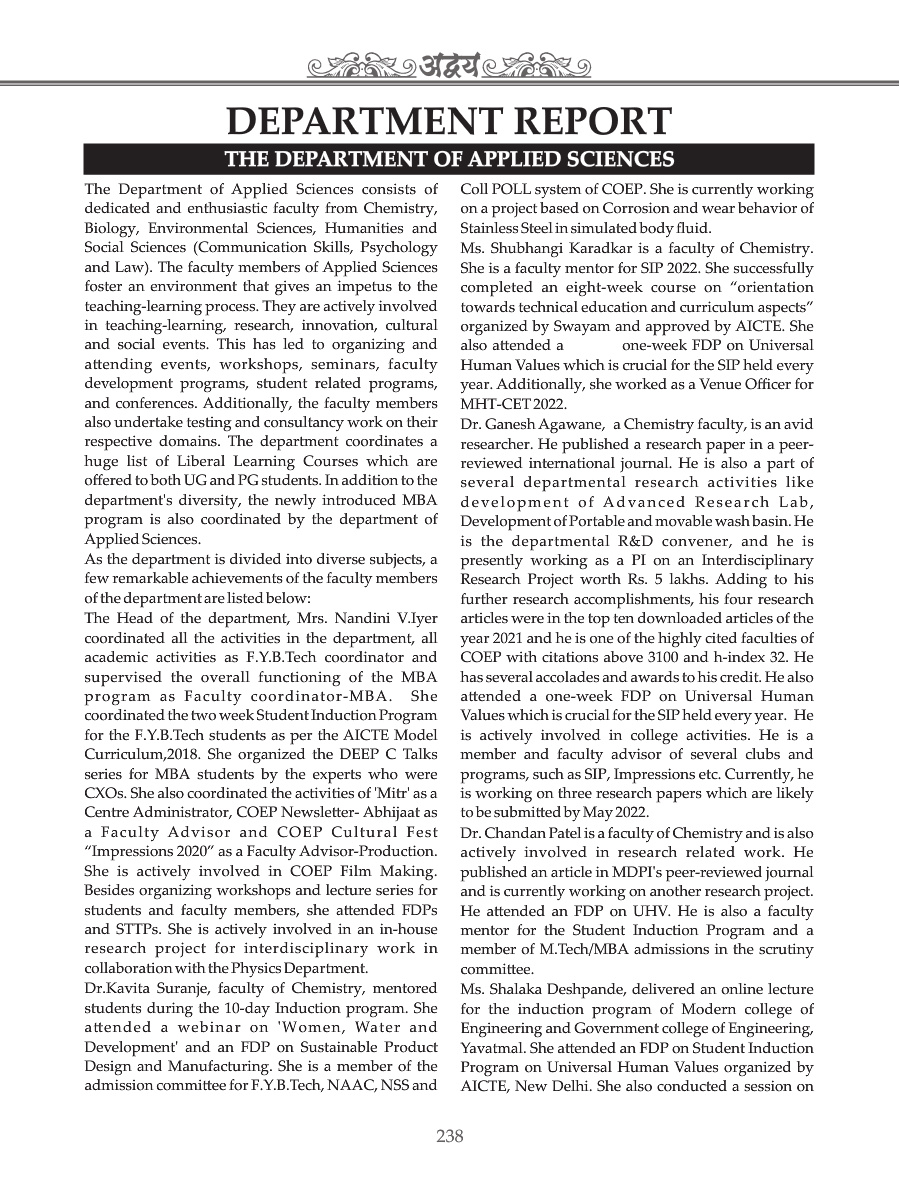 अद्वय
DEPARTMENT REPORT
THE DEPARTMENT OF APPLIED SCIENCES
The Department of Applied Sciences consists of
dedicated and enthusiastic faculty from Chemistry,
Biology, Environmental Sciences, Humanities and
Social Sciences (Communication Skills, Psychology
and Law). The faculty members of Applied Sciences
foster an environment that gives an impetus to the
teaching-learning process. They are actively involved
in teaching-learning, research, innovation, cultural
and social events. This has led to organizing and
attending events, workshops, seminars, faculty
development programs, student related programs,
and conferences. Additionally, the faculty members
also undertake testing and consultancy work on their
respective domains. The department coordinates a
huge list of Liberal Learning Courses which are
offered to both UG and PG students. In addition to the
department's diversity, the newly introduced MBA
program is also coordinated by the department of
Applied Sciences.
As the department is divided into diverse subjects, a
few remarkable achievements of the faculty members
of the department are listed below:
The Head of the department, Mrs. Nandini V.Iyer
coordinated all the activities in the department, all
academic activities as F.Y.B.Tech coordinator and
supervised the overall functioning of the MBA
program as Faculty coordinator-MBA. She
coordinated the two week Student Induction Program
for the F.Y.B.Tech students as per the AICTE Model
Curriculum,2018. She organized the DEEP C Talks
series for MBA students by the experts who were
CXOs. She also coordinated the activities of 'Mitr' as a
Centre Administrator, COEP Newsletter- Abhijaat as
a Faculty Advisor and COEP Cultural Fest
“Impressions 2020” as a Faculty Advisor-Production.
She is actively involved in COEP Film Making.
Besides organizing workshops and lecture series for
students and faculty members, she attended FDPs
and STTPs. She is actively involved in an in-house
research project for interdisciplinary work in
collaboration with the Physics Department.
Dr.Kavita Suranje, faculty of Chemistry, mentored
students during the 10-day Induction program. She
attended a webinar on 'Women, Water and
Development' and an FDP on Sustainable Product
Design and Manufacturing. She is a member of the
admission committee for F.Y.B.Tech, NAAC, NSS and
Coll POLL system of COEP. She is currently working
on a project based on Corrosion and wear behavior of
Stainless Steel in simulated body fluid.
Ms. Shubhangi Karadkar is a faculty of Chemistry.
She is a faculty mentor for SIP 2022. She successfully
completed an eight-week course on “orientation
towards technical education and curriculum aspects”
organized by Swayam and approved by AICTE. She
also attended a one-week FDP on Universal
Human Values which is crucial for the SIP held every
year. Additionally, she worked as a Venue Officer for
MHT-CET 2022.
Dr. Ganesh Agawane, a Chemistry faculty, is an avid
researcher. He published a research paper in a peer-
reviewed international journal. He is also a part of
several departmental research activities like
development of Advanced Research Lab,
Development of Portable and movable wash basin. He
is the departmental R&D convener, and he is
presently working as a PI on an Interdisciplinary
Research Project worth Rs. 5 lakhs. Adding to his
further research accomplishments, his four research
articles were in the top ten downloaded articles of the
year 2021 and he is one of the highly cited faculties of
COEP with citations above 3100 and h-index 32. He
has several accolades and awards to his credit. He also
attended a one-week FDP on Universal Human
Values which is crucial for the SIP held every year. He
is actively involved in college activities. He is a
member and faculty advisor of several clubs and
programs, such as SIP, Impressions etc. Currently, he
is working on three research papers which are likely
to be submitted by May 2022.
Dr. Chandan Patel is a faculty of Chemistry and is also
actively involved in research related work. He
published an article in MDPI's peer-reviewed journal
and is currently working on another research project.
He attended an FDP on UHV. He is also a faculty
mentor for the Student Induction Program and a
member of M.Tech/MBA admissions in the scrutiny
committee.
Ms. Shalaka Deshpande, delivered an online lecture
for the induction program of Modern college of
Engineering and Government college of Engineering,
Yavatmal. She attended an FDP on Student Induction
Program on Universal Human Values organized by
AICTE, New Delhi. She also conducted a session on
238